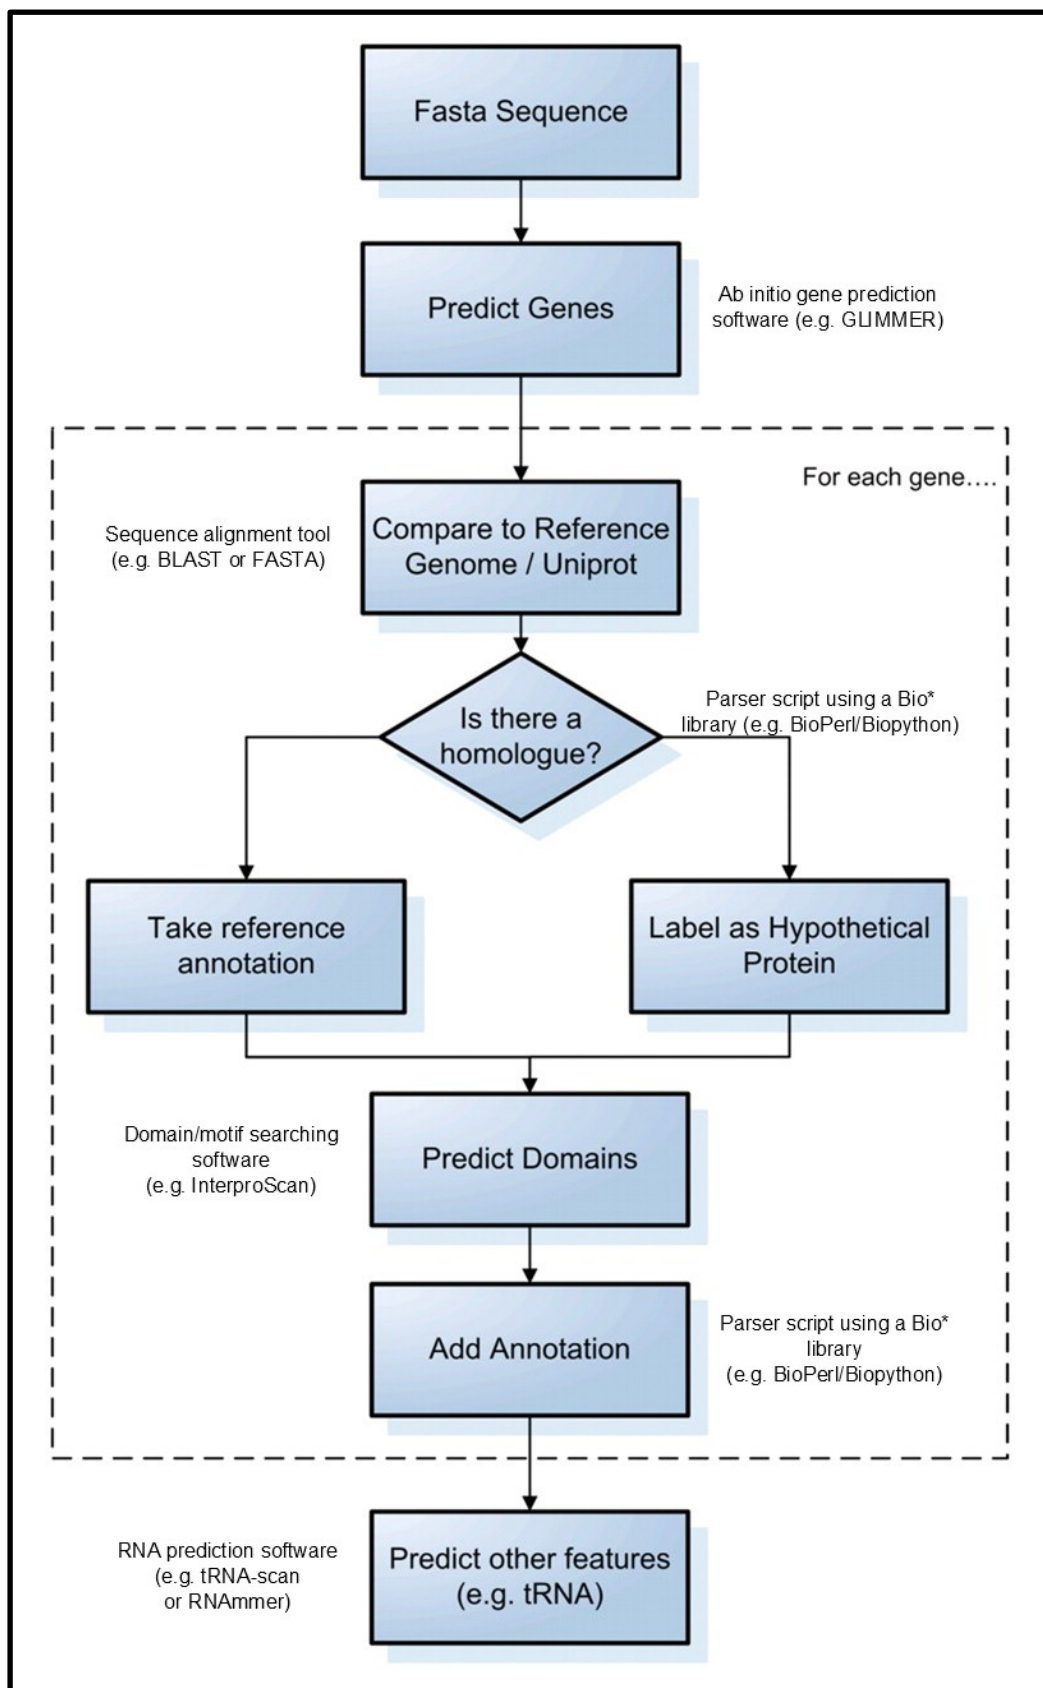 Fasta Sequence
Predict Genes
Ab initio gene prediction
software (e.g. GLIMMER)
For each gene....
Compare to Reference
Genome / Uniprot
Sequence alignment tool
(e.g. BLAST or FASTA)
Is there a
homologue?
Parser script using a Bio*
library (e.g. BioPerl/Biopython)
Take reference
annotation
Label as Hypothetical
Protein
Domain/motif searching
software
(e.g. InterproScan)
Predict Domains
Add Annotation
Parser script using a Bio*
library
(e.g. BioPerl/Biopython)
RNA prediction software
(e.g. tRNA-scan
or RNAmmer)
Predict other features
(e.g. tRNA)